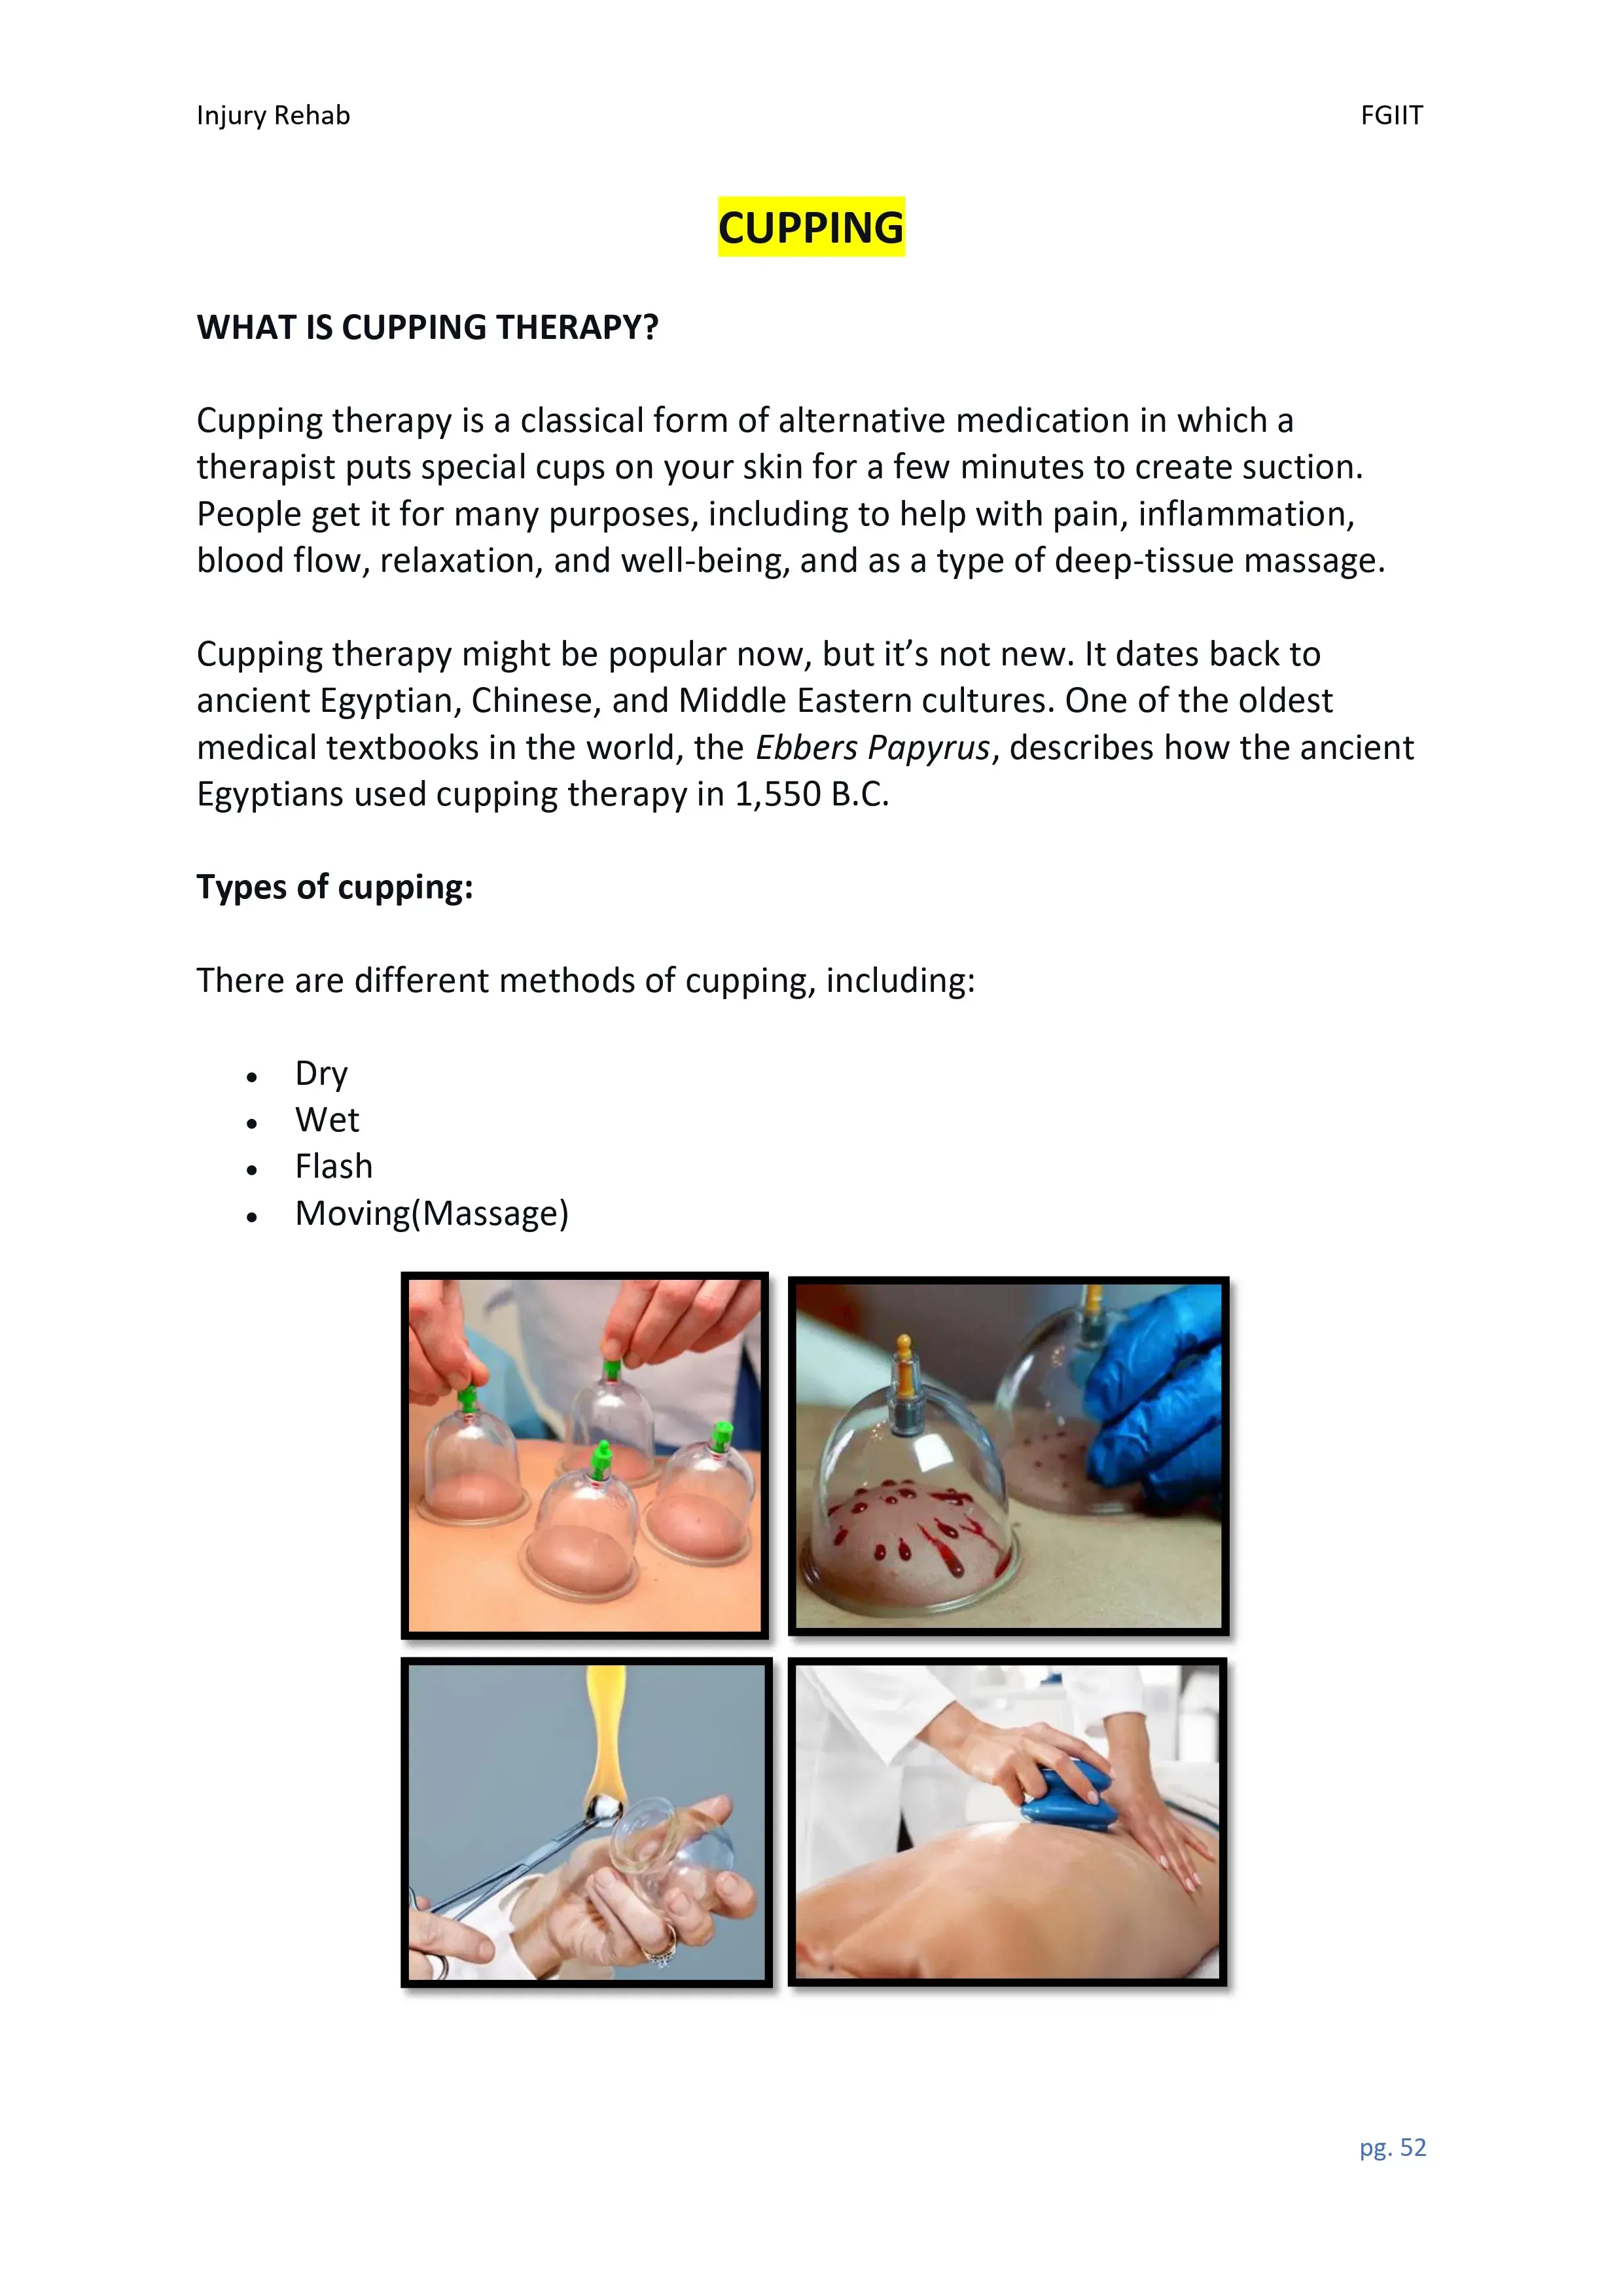 Injury Rehab FGIIT
CUPPING
WHAT IS CUPPING THERAPY?
Cupping therapy is a classical form of alternative medication in which a
therapist puts special cups on your skin for a few minutes to create suction.
People get it for many purposes, including to help with pain, inflammation,
blood flow, relaxation, and well-being, and as a type of deep-tissue massage.
Cupping therapy might be popular now, but it’s not new. It dates back to
ancient Egyptian, Chinese, and Middle Eastern cultures. One of the oldest
medical textbooks in the world, the Ebbers Papyrus, describes how the ancient
Egyptians used cupping therapy in 1,550 B.C.
Types of cupping:
There are different methods of cupping, including:
• Dry
• Wet
• Flash
• Moving(Massage)
pg. 52